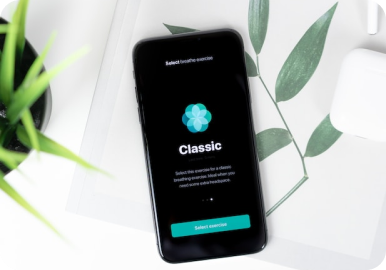 Select breathe exercise
Classic
Select this exercise for a classic
breathing exercise. Ideal when you
need some extra headspace.
Select exercise